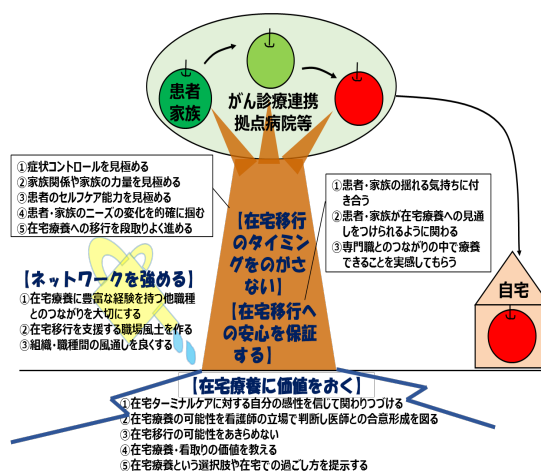 患者
家族
がん診療連携
拠点病院等
①症状コントロールを見極める
②家族関係や家族の力量を見極める
③患者のセルフケア能力を見極める
④患者・家族のニーズの変化を的確に掴む
⑤在宅療養への移行を段取りよく進める
①患者・家族の揺れる気持ちに付
き合う
②患者・家族が在宅療養への見通
しをつけられるように関わる
③専門職とのつながりの中で療養
できることを実感してもらう
【在宅移行
のタイミン
グをのがさ
ない】
【在宅移行へ
の安心を保証
する】
自宅
【ネットワークを強める】
①在宅療養に豊富な経験を持つ他職種
とのつながりを大切にする
②在宅移行を支援する職場風土を作る
③組織・職種間の風通しを良くする
【在宅療養に価値をおく】
①在宅ターミナルケアに対する自分の感性を信じて関わりつづける
②在宅療養の可能性を看護師の立場で判断し医師との合意形成を図る
③在宅移行の可能性をあきらめない
④在宅療養・看取りの価値を教える
⑤在宅療養という選択肢や在宅での過ごし方を提示する